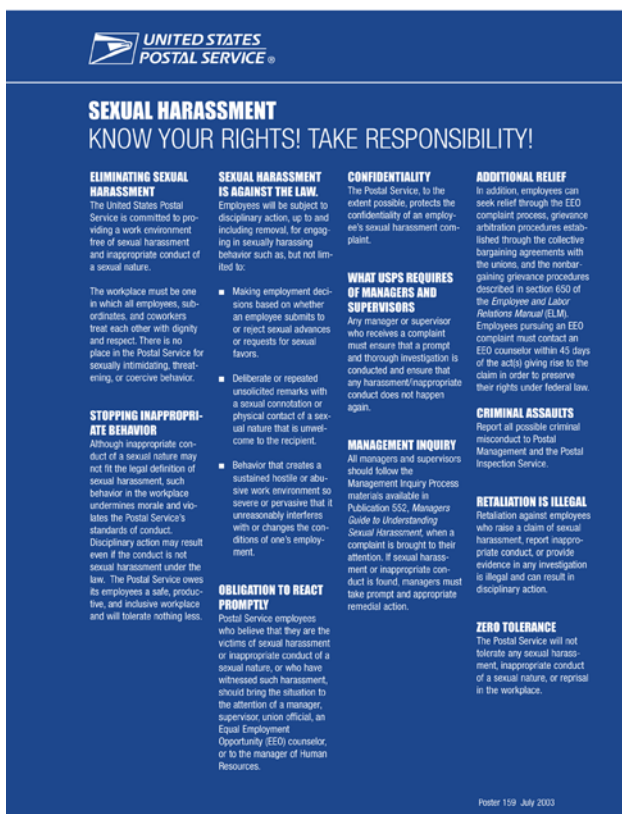 UNITED STATES
POSTAL SERVICE ®
SEXUAL HARASSMENT
KNOW YOUR RIGHTS! TAKE RESPONSIBILITY!
ELIMINATING SEXUAL
HARASSMENT
The United States Postal
Service is committed to pro-
viding a work environment
free of sexual harassment
and inappropriate conduct of
a sexual nature.
The workplace must be one
in which all employees, sub-
ordinates, and coworkers
treat each other with dignity
and respect. There is no
place in the Postal Service for
sexually intimidating, threat-
ening, or coercive behavior.
STOPPING INAPPROPRI-
ATE BEHAVIOR
Although inappropriate con-
duct of a sexual nature may
not fit the legal definition of
sexual harassment, such
behavior in the workplace
undermines morale and vio-
lates the Postal Service's
standards of conduct.
Disciplinary action may result
even if the conduct is not
sexual harassment under the
law. The Postal Service owes
its employees a safe, produc-
tive, and inclusive workplace
and will tolerate nothing less.
SEXUAL HARASSMENT
IS AGAINST THE LAW.
Employees will be subject to
disciplinary action, up to and
including removal, for engag-
ing in sexually harassing
behavior such as, but not lim-
ited to:
■ Making employment deci-
sions based on whether
an employee submits to
or reject sexual advances
or requests for sexual
favors.
■ Deliberate or repeated
unsolicited remarks with
a sexual connotation or
physical contact of a sex-
ual nature that is unwel-
come to the recipient.
■ Behavior that creates a
sustained hostile or abu-
sive work environment so
severe or pervasive that it
unreasonably interferes
with or changes the con-
ditions of one's employ-
ment.
OBLIGATION TO REACT
PROMPTLY
Postal Service employees
who believe that they are the
victims of sexual harassment
or inappropriate conduct of a
sexual nature, or who have
witnessed such harassment,
should bring the situation to
the attention of a manager,
supervisor, union official, an
Equal Employment
Opportunity (EEO) counselor,
or to the manager of Human
Resources.
CONFIDENTIALITY
The Postal Service, to the
extent possible, protects the
confidentiality of an employ-
ee's sexual harassment com-
plaint.
WHAT USPS REQUIRES
OF MANAGERS AND
SUPERVISORS
Any manager or supervisor
who receives a complaint
must ensure that a prompt
and thorough investigation is
conducted and ensure that
any harassment/inappropriate
conduct does not happen
again.
MANAGEMENT INQUIRY
All managers and supervisors
should follow the
Management Inquiry Process
materials available in
Publication 552, Managers
Guide to Understanding
Sexual Harassment, when a
complaint is brought to their
attention. If sexual harass-
ment or inappropriate con-
duct is found, managers must
take prompt and appropriate
remedial action.
ADDITIONAL RELIEF
In addition, employees can
seek relief through the EEO
complaint process, grievance
arbitration procedures estab-
lished through the collective
bargaining agreements with
the unions, and the nonbar-
gaining grievance procedures
described in section 650 of
the Employee and Labor
Relations Manual (ELM).
Employees pursuing an EEO
complaint must contact an
EEO counselor within 45 days
of the act(s) giving rise to the
claim in order to preserve
their rights under federal law.
CRIMINAL ASSAULTS
Report all possible criminal
misconduct to Postal
Management and the Postal
Inspection Service.
RETALIATION IS ILLEGAL
Retaliation against employees
who raise a claim of sexual
harassment, report inappro-
priate conduct, or provide
evidence in any investigation
is illegal and can result in
disciplinary action.
ZERO TOLERANCE
The Postal Service will not
tolerate any sexual harass-
ment, inappropriate conduct
of a sexual nature, or reprisal
in the workplace.
Poster 159 July 2003